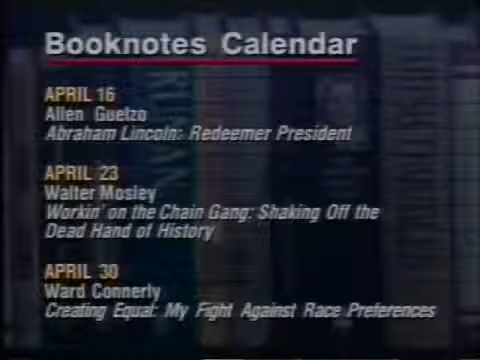 Booknotes Calendar
APRIL 16
Allen Guelzo
Abraham Lincoln: Redeemer President
APRIL 23
Walter Mosley
Workin' on the Chain Gang: Shaking Off the
Dead Hand of History
APRIL 30
Ward Connerly
Creating Equal: My Fight Against Race Preferences